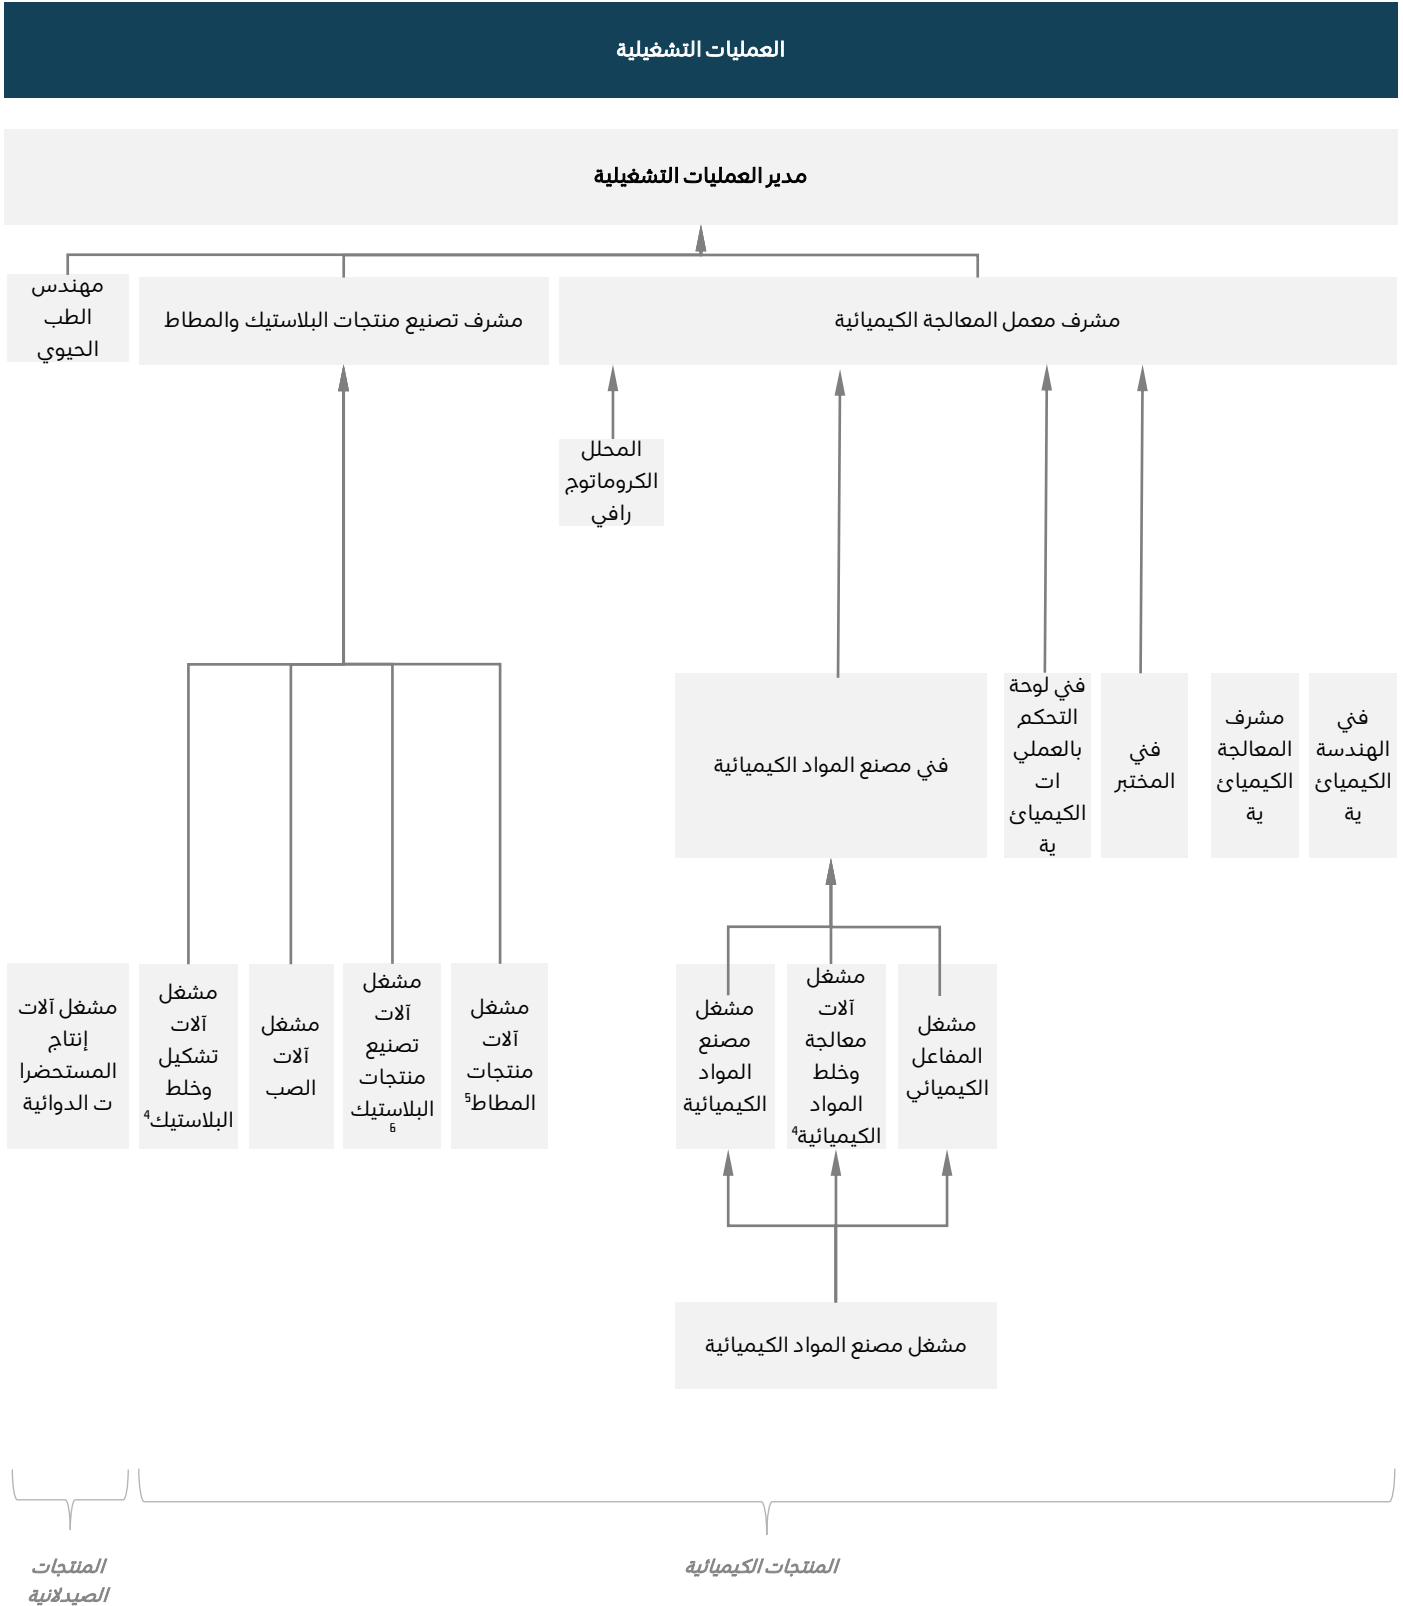 العمليات التشغيلية
مدير العمليات التشغيلية
مشرف معمل المعالجة الكيميائية
مشرف تصنيع منتجات البلاستيك والمطاط
مهندس
الطب
الحيوي
المحلل
الكروماتوج
رافي
فني
الهندسة
الكيميائ
ية
مشرف
المعالجة
الكيميائ
ية
فني
المختبر
فني لوحة
التحكم
بالعملي
ات
الكيميائ
ية
فني مصنع المواد الكيميائية
مشغل
المفاعل
الكيميائي
مشغل
آلات
معالجة
وخلط
المواد
الكيميائية4
مشغل
مصنع
المواد
الكيميائية
مشغل
آلات
منتجات
المطاط5
مشغل
آلات
تصنيع
منتجات
البلاستيك
6
مشغل
آلات
الصب
مشغل
آلات
تشكيل
وخلط
البلاستيك4
مشغل آلات
إنتاج
المستحضرا
ت الدوائية
مشغل مصنع المواد الكيميائية
المنتجات الكيميائية
المنتجات
الصيدلانية